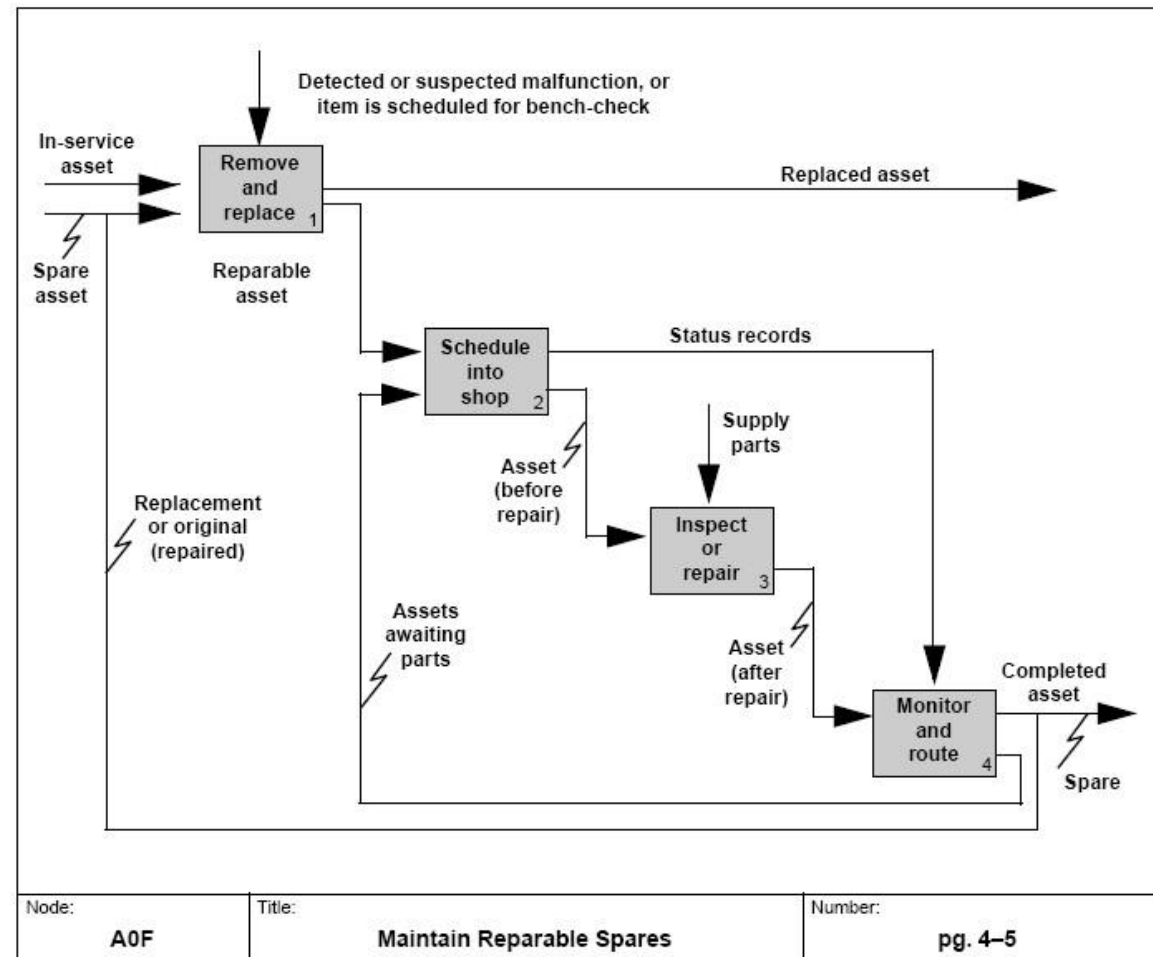 Detected or suspected malfunction, or
item is scheduled for bench-check
In-service
asset
Remove
and
replace
1
Replaced asset
Spare
asset
Reparable
asset
Schedule
into
shop
2
Status records
Supply
parts
Asset
(before
repair)
Replacement
or original
(repaired)
Inspect
or
repair
3
Assets
awaiting
parts
Asset
(after
repair)
Completed
asset
Monitor
and
route
4
Spare
Node:
A0F
Title:
Maintain Reparable Spares
Number:
pg. 4–5